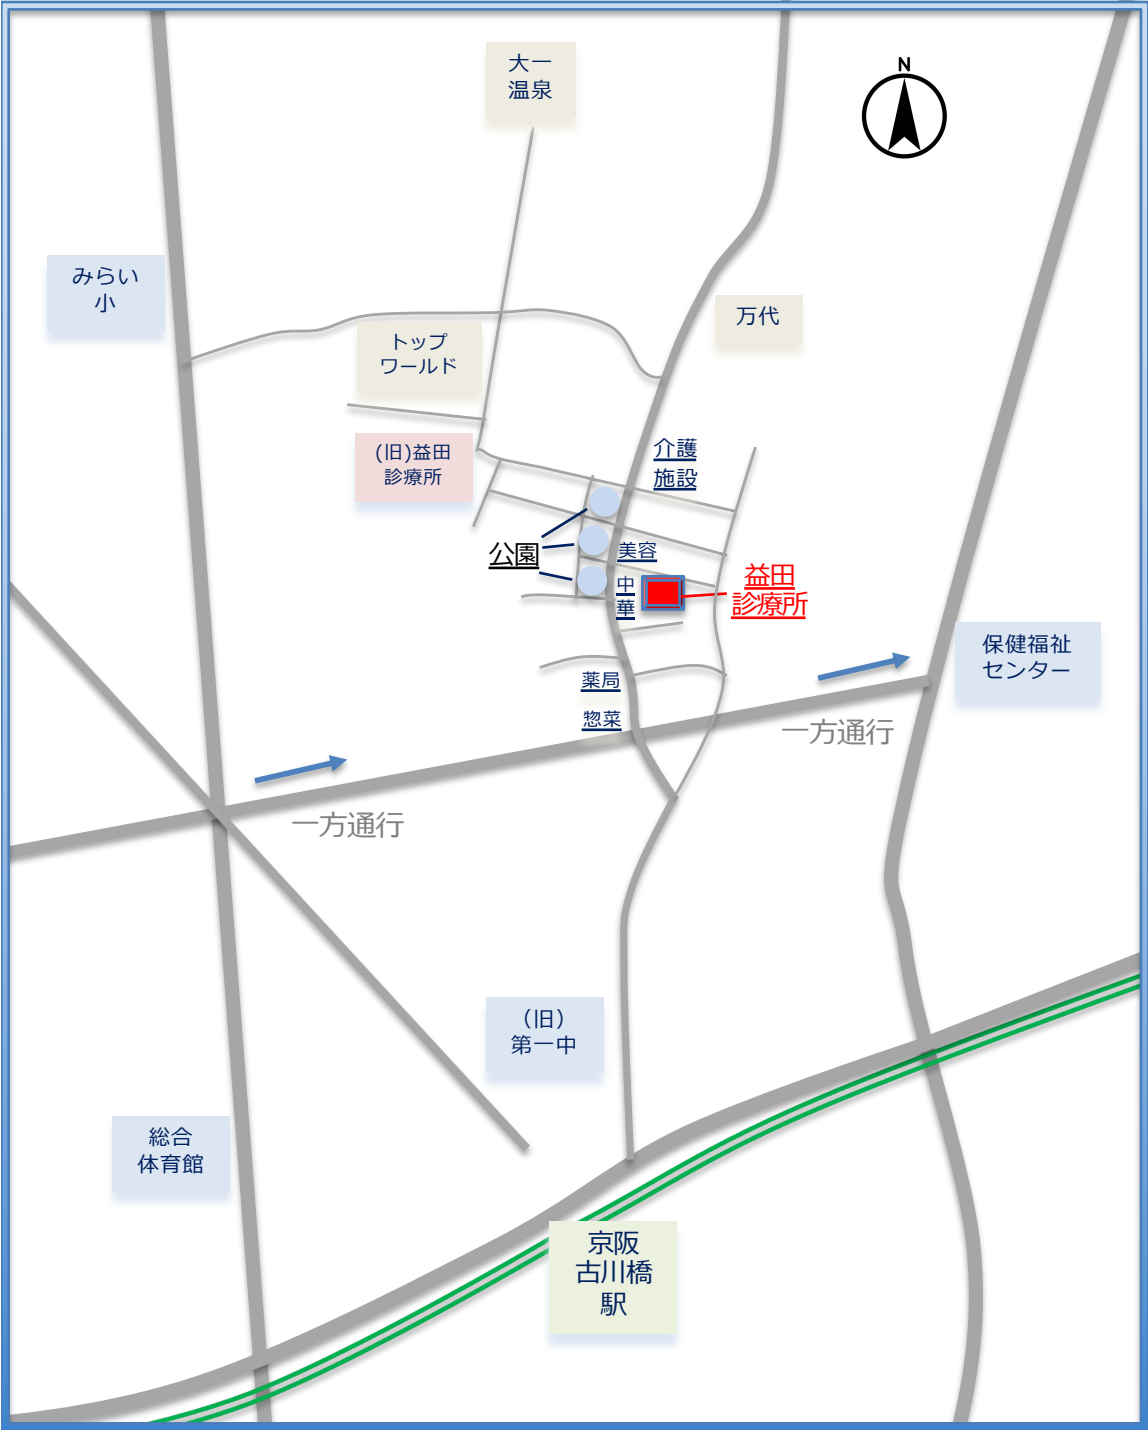 大一
温泉
N
みらい
小
万代
トップ
ワールド
(旧)益田
診療所
介護
施設
公園
美容
中
華
益田
診療所
保健福祉
センター
薬局
惣菜
一方通行
一方通行
（旧）
第一中
総合
体育館
京阪
古川橋
駅